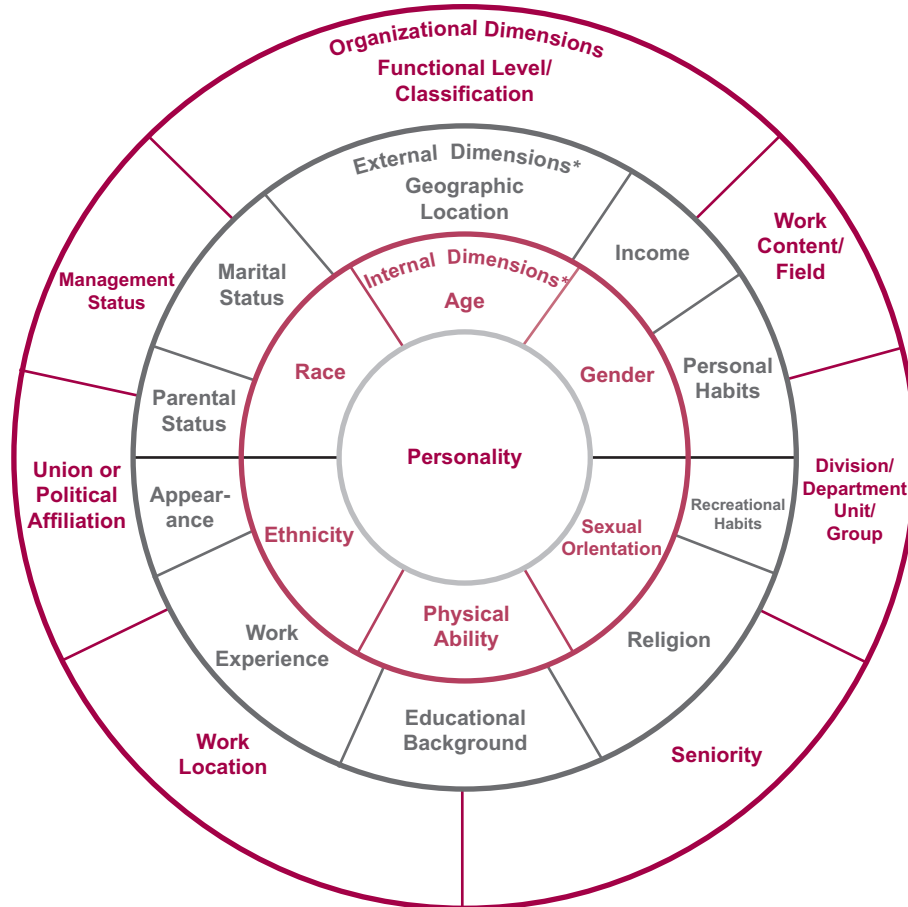 Organizational Dimensions
Functional Level/
Classification
External Dimensions*
Geographic
Location
Internal Dimensions*
Age
Marital
Status
Income
Work
Content/
Field
Management
Status
Race
Gender
Personal
Habits
Parental
Status
Personality
Union or
Political
Affiliation
Appear-
ance
Ethnicity
Sexual
Orlentation
Recreational
Habits
Division/
Department
Unit/
Group
Physical
Ability
Work
Experience
Religion
Educational
Background
Work
Location
Seniority